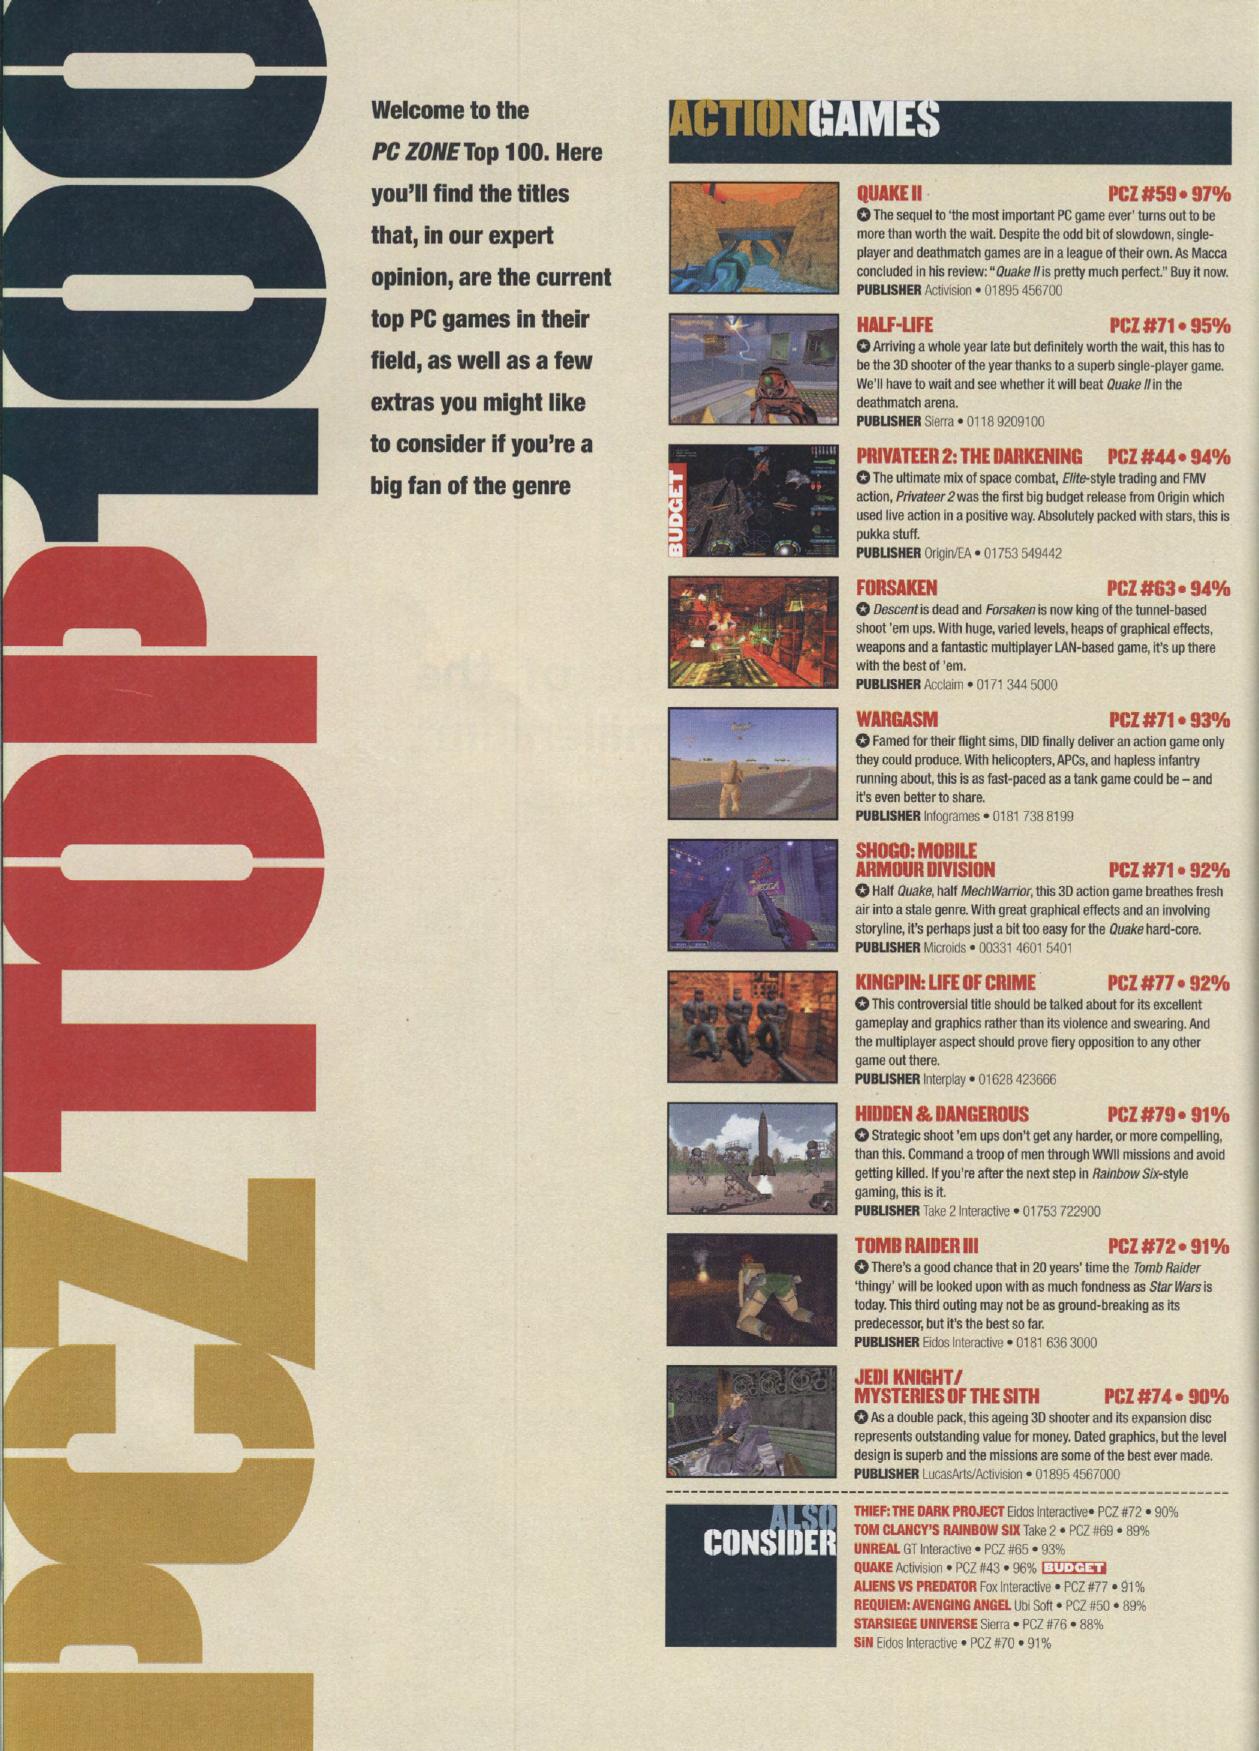 PCZ TOP 100
Welcome to the
PC ZONE Top 100. Here
you'll find the titles
that, in our expert
opinion, are the current
top PC games in their
field, as well as a few
extras you might like
to consider if you're a
big fan of the genre
ACTIONGAMES
QUAKE II PCZ #59 • 97%
✪ The sequel to 'the most important PC game ever' turns out to be
more than worth the wait. Despite the odd bit of slowdown, single-
player and deathmatch games are in a league of their own. As Macca
concluded in his review: "Quake II is pretty much perfect." Buy it now.
PUBLISHER Activision • 01895 456700
HALF-LIFE PCZ #71 • 95%
✪ Arriving a whole year late but definitely worth the wait, this has to
be the 3D shooter of the year thanks to a superb single-player game.
We'll have to wait and see whether it will beat Quake II in the
deathmatch arena.
PUBLISHER Sierra • 0118 9209100
BUDGET
PRIVATEER 2: THE DARKENING PCZ #44 • 94%
✪ The ultimate mix of space combat, Elite-style trading and FMV
action, Privateer 2 was the first big budget release from Origin which
used live action in a positive way. Absolutely packed with stars, this is
pukka stuff.
PUBLISHER Origin/EA • 01753 549442
FORSAKEN PCZ #63 • 94%
✪ Descent is dead and Forsaken is now king of the tunnel-based
shoot 'em ups. With huge, varied levels, heaps of graphical effects,
weapons and a fantastic multiplayer LAN-based game, it's up there
with the best of 'em.
PUBLISHER Acclaim • 0171 344 5000
WARGASM PCZ #71 • 93%
✪ Famed for their flight sims, DID finally deliver an action game only
they could produce. With helicopters, APCs, and hapless infantry
running about, this is as fast-paced as a tank game could be – and
it's even better to share.
PUBLISHER Infogrames • 0181 738 8199
SHOGO: MOBILE
ARMOUR DIVISION PCZ #71 • 92%
✪ Half Quake, half MechWarrior, this 3D action game breathes fresh
air into a stale genre. With great graphical effects and an involving
storyline, it's perhaps just a bit too easy for the Quake hard-core.
PUBLISHER Microids • 00331 4601 5401
KINGPIN: LIFE OF CRIME PCZ #77 • 92%
✪ This controversial title should be talked about for its excellent
gameplay and graphics rather than its violence and swearing. And
the multiplayer aspect should prove fiery opposition to any other
game out there.
PUBLISHER Interplay • 01628 423666
HIDDEN & DANGEROUS PCZ #79 • 91%
✪ Strategic shoot 'em ups don't get any harder, or more compelling,
than this. Command a troop of men through WWII missions and avoid
getting killed. If you're after the next step in Rainbow Six-style
gaming, this is it.
PUBLISHER Take 2 Interactive • 01753 722900
TOMB RAIDER III PCZ #72 • 91%
✪ There's a good chance that in 20 years' time the Tomb Raider
'thingy' will be looked upon with as much fondness as Star Wars is
today. This third outing may not be as ground-breaking as its
predecessor, but it's the best so far.
PUBLISHER Eidos Interactive • 0181 636 3000
JEDI KNIGHT/
MYSTERIES OF THE SITH PCZ #74 • 90%
✪ As a double pack, this ageing 3D shooter and its expansion disc
represents outstanding value for money. Dated graphics, but the level
design is superb and the missions are some of the best ever made.
PUBLISHER LucasArts/Activision • 01895 4567000
ALSO
CONSIDER
THIEF: THE DARK PROJECT Eidos Interactive • PCZ #72 • 90%
TOM CLANCY'S RAINBOW SIX Take 2 • PCZ #69 • 89%
UNREAL GT Interactive • PCZ #65 • 93%
QUAKE Activision • PCZ #43 • 96% BUDGET
ALIENS VS PREDATOR Fox Interactive • PCZ #77 • 91%
REQUIEM: AVENGING ANGEL Ubi Soft • PCZ #50 • 89%
STARSIEGE UNIVERSE Sierra • PCZ #76 • 88%
SiN Eidos Interactive • PCZ #70 • 91%